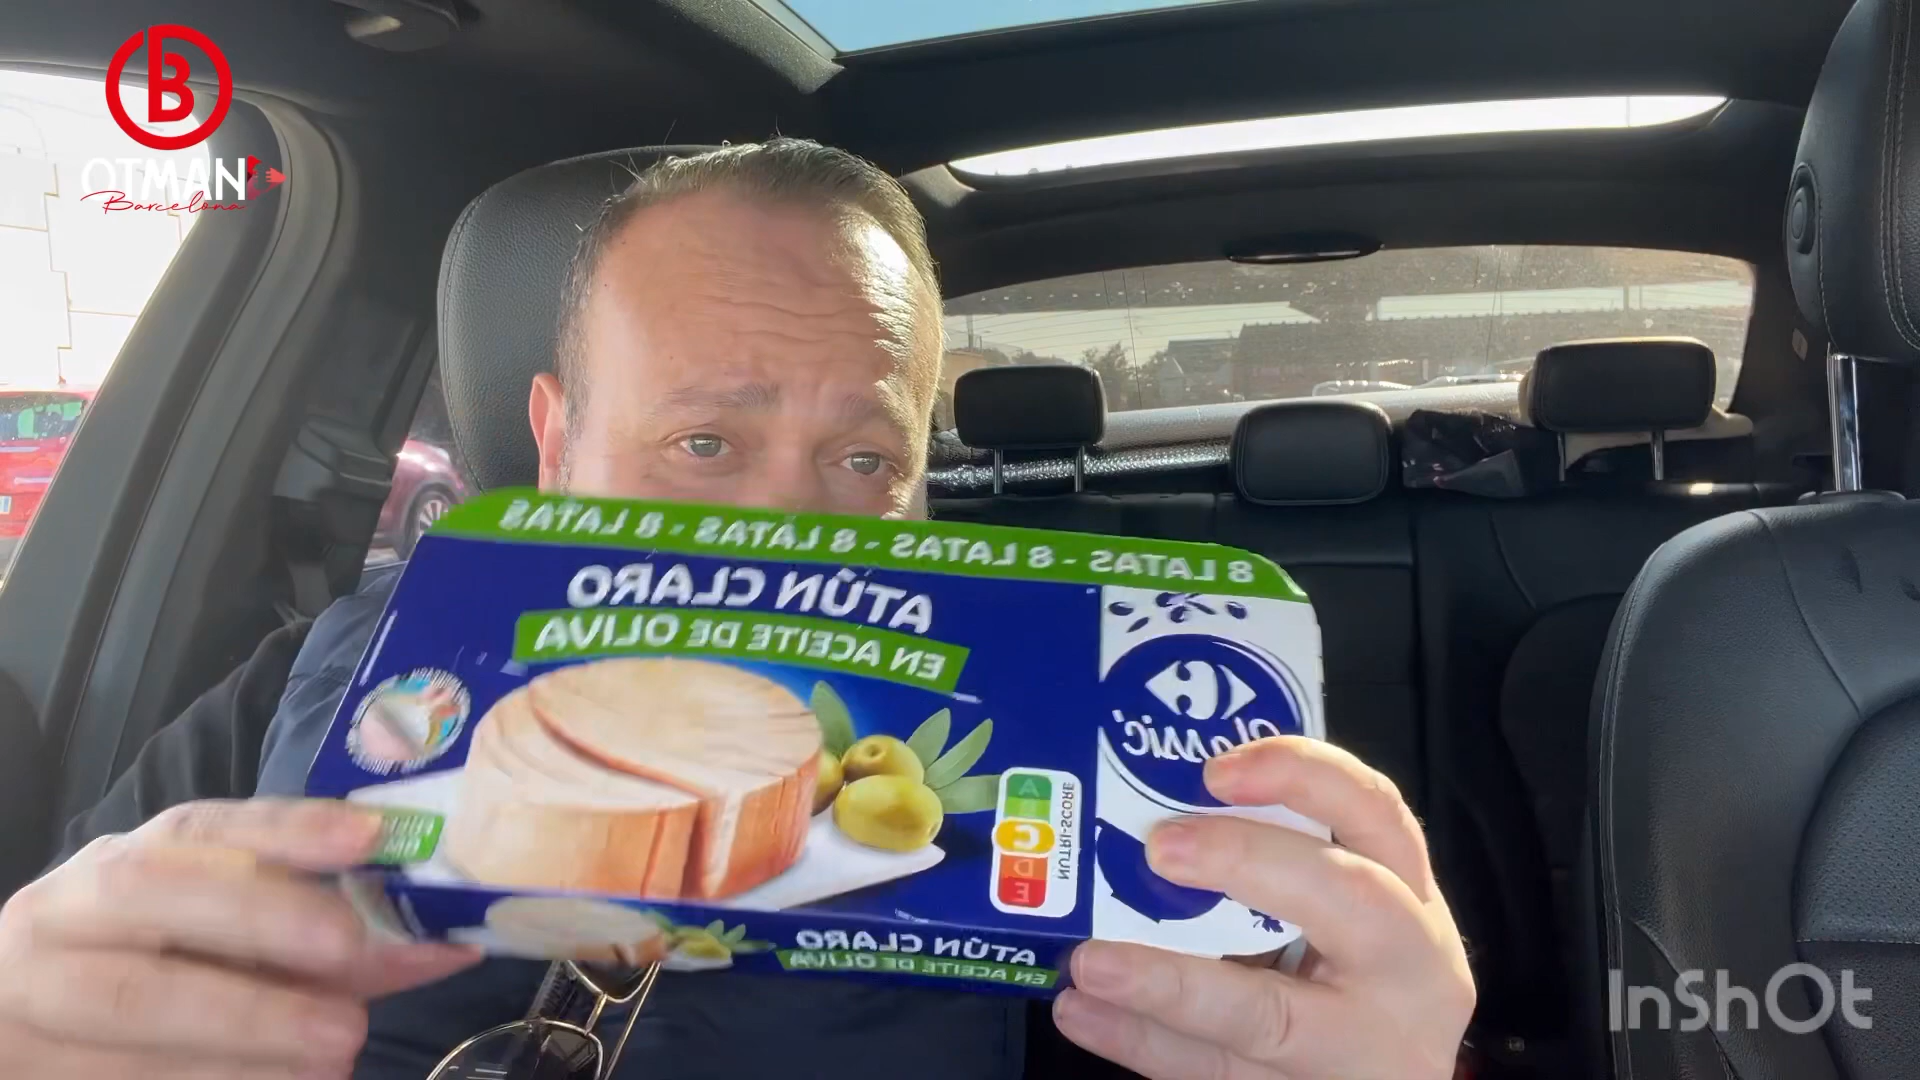 B
OTMAN
Barcelona
8 LATAS - 8 LATAS - 8 LATAS - 8 LATAS
ATÚN CLARO
EN ACEITE DE OLIVA
Classic'
A
B
C
D
E
NUTRI-SCORE
ATÚN CLARO
EN ACEITE DE OLIVA
InShOt